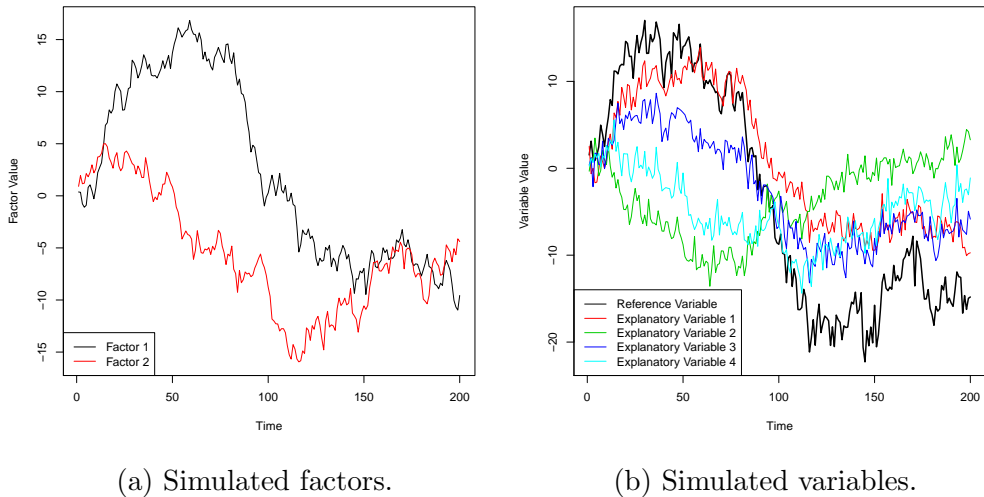 Factor Value
15
10
5
0
−5
−10
−15
Factor 1
Factor 2
0
50
100
150
200
Time
(a) Simulated factors.
Variable Value
10
0
−10
−20
Reference Variable
Explanatory Variable 1
Explanatory Variable 2
Explanatory Variable 3
Explanatory Variable 4
0
50
100
150
200
Time
(b) Simulated variables.